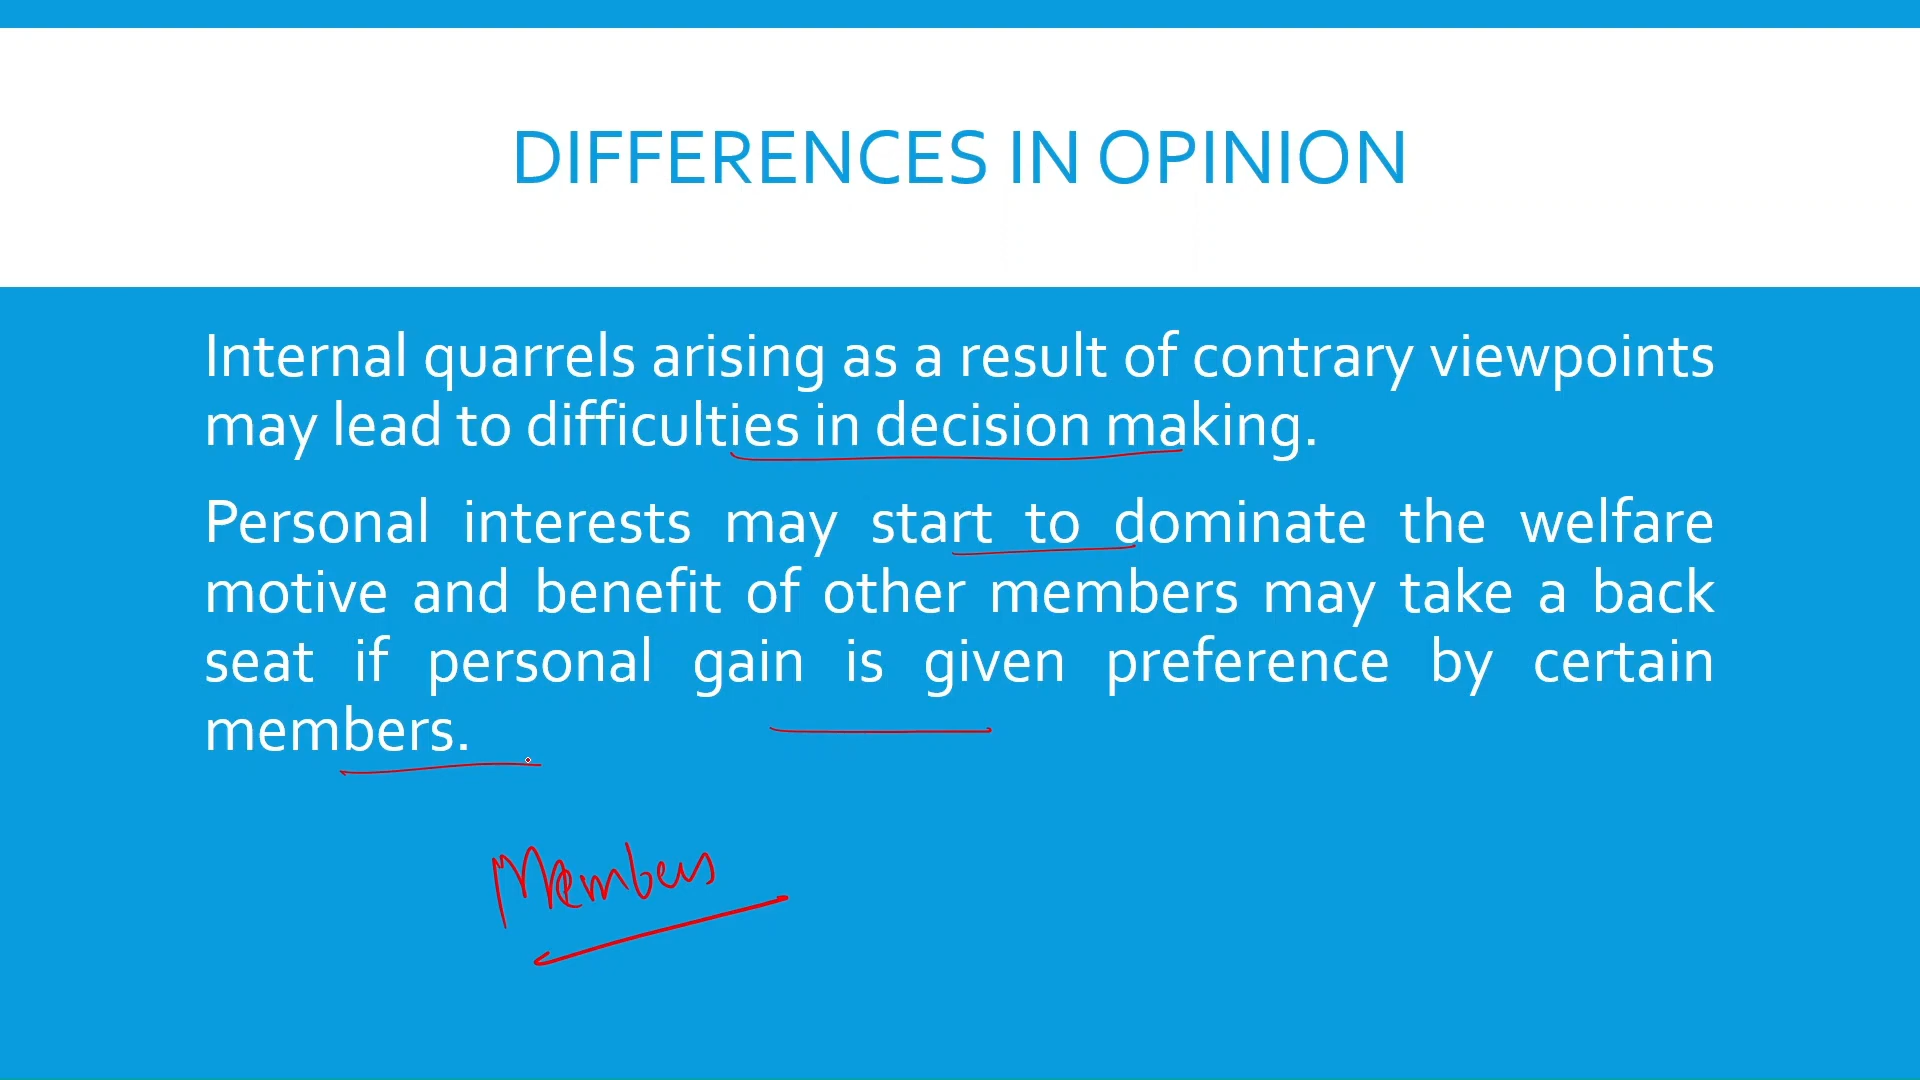 DIFFERENCES IN OPINION
Internal quarrels arising as a result of contrary viewpoints
may lead to difficulties in decision making.
Personal interests may start to dominate the welfare
motive and benefit of other members may take a back
seat if personal gain is given preference by certain
members.
Members